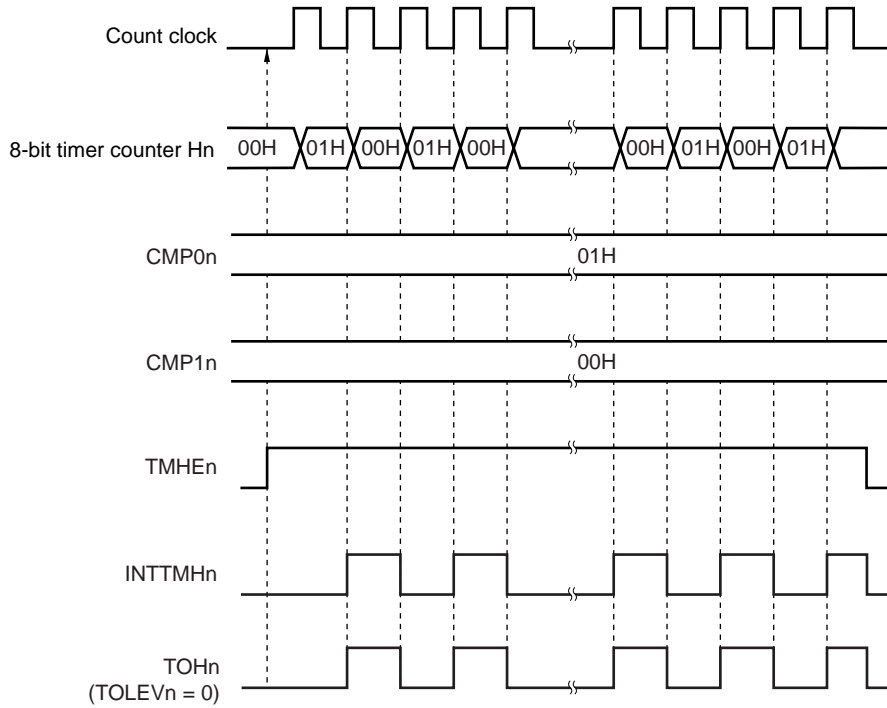 Count clock
8-bit timer counter Hn 00H 01H 00H 01H 00H 00H 01H 00H 01H
CMP0n 01H
CMP1n 00H
TMHEn
INTTMHn
TOHn
(TOLEVn = 0)